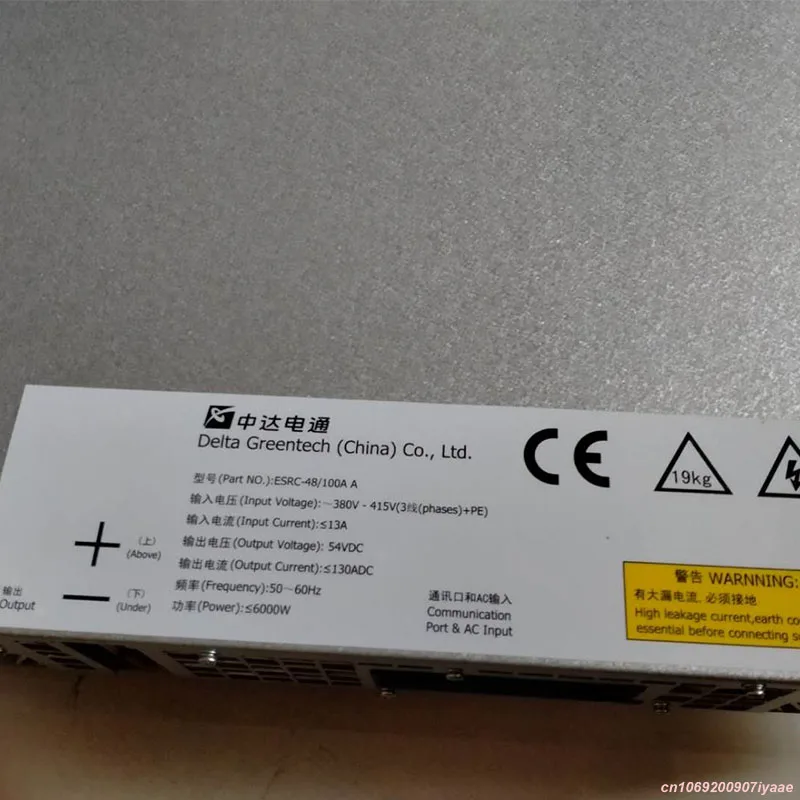 中达电通
Delta Greentech (China) Co., Ltd.
型号(Part NO.):ESRC-48/100A A
输入电压(Input Voltage):~380V - 415V(3线(phases)+PE)
输入电流(Input Current):≤13A
输出电压(Output Voltage): 54VDC
输出电流(Output Current):≤130ADC
频率(Frequency):50~60Hz
功率(Power):≤6000W
+
(上)
(Above)
—
(下)
(Under)
输出
Output
通讯口和AC输入
Communication
Port & AC Input
CE
19kg
警告 WARNNING:
有大漏电流, 必须接地
High leakage current,earth
essential before connecting
cn1069200907iyaae